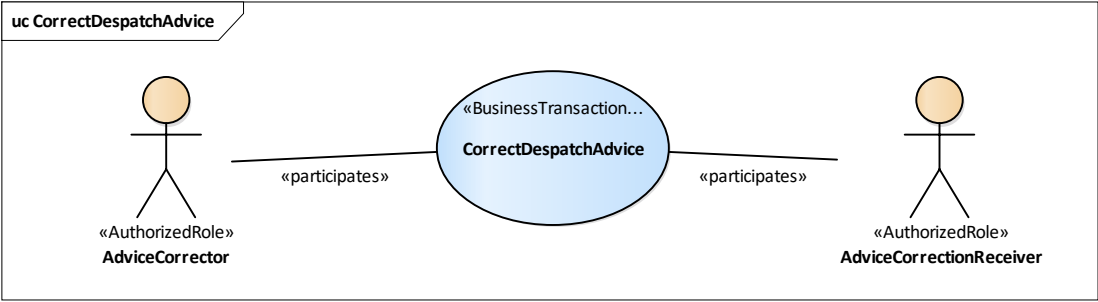 uc CorrectDespatchAdvice
«BusinessTransaction…
CorrectDespatchAdvice
«participates»
«participates»
«AuthorizedRole»
AdviceCorrector
«AuthorizedRole»
AdviceCorrectionReceiver